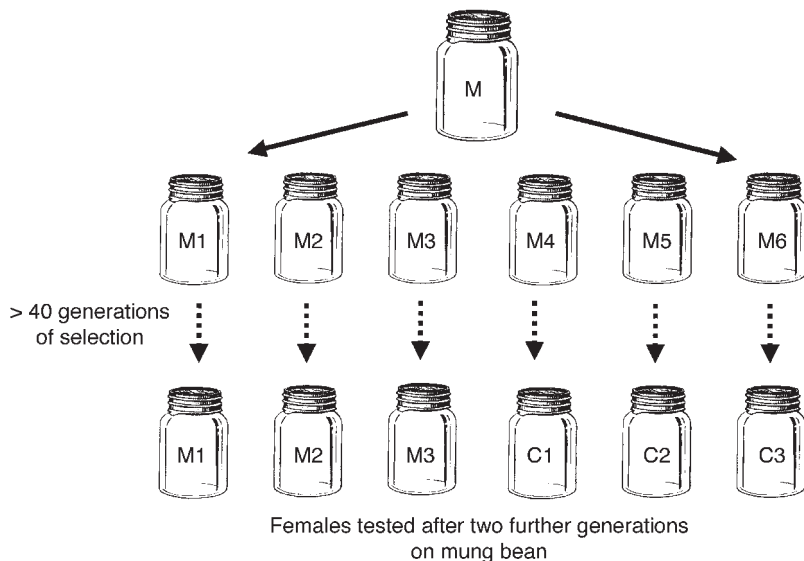 M
M1 M2 M3 M4 M5 M6
> 40 generations
of selection
M1 M2 M3 C1 C2 C3
Females tested after two further generations
on mung bean